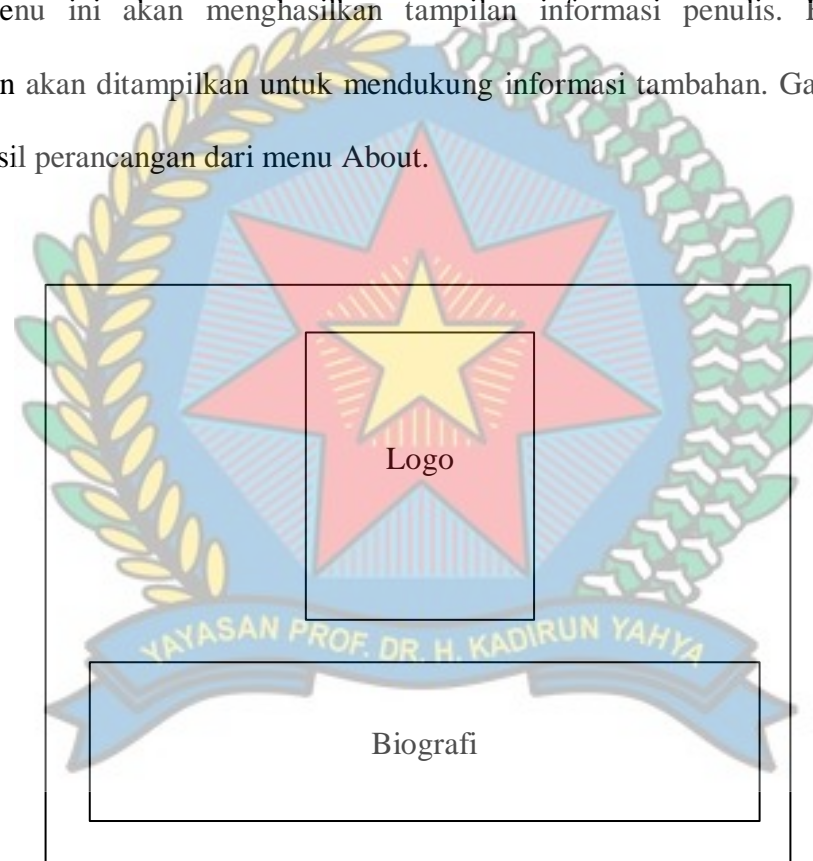 enu ini akan menghasilkan tampilan informasi penulis.
n akan ditampilkan untuk mendukung informasi tambahan. Ga
sil perancangan dari menu About.
Logo
YAYASAN PROF. DR. H. KADIRUN YAHYA
Biografi